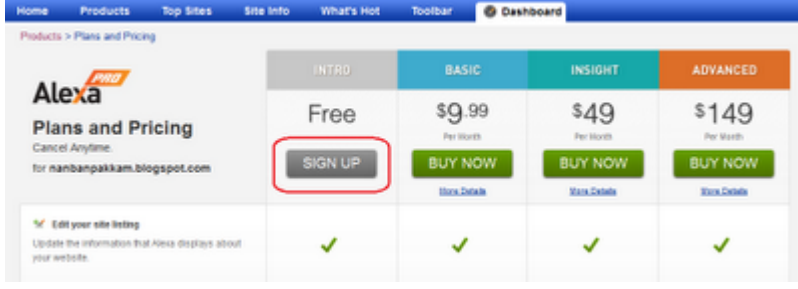 Home Products Top Sites Site Info What's Hot Toolbar Dashboard
Products > Plans and Pricing
Alexa PRO
Plans and Pricing
Cancel Anytime.
for nanbanpakkam.blogspot.com
INTRO BASIC INSIGHT ADVANCED
Free $9.99 $49 $149
Per Month Per Month Per Month
SIGN UP BUY NOW BUY NOW BUY NOW
More Details More Details More Details
Edit your site listing
Update the information that Alexa displays about
your website.